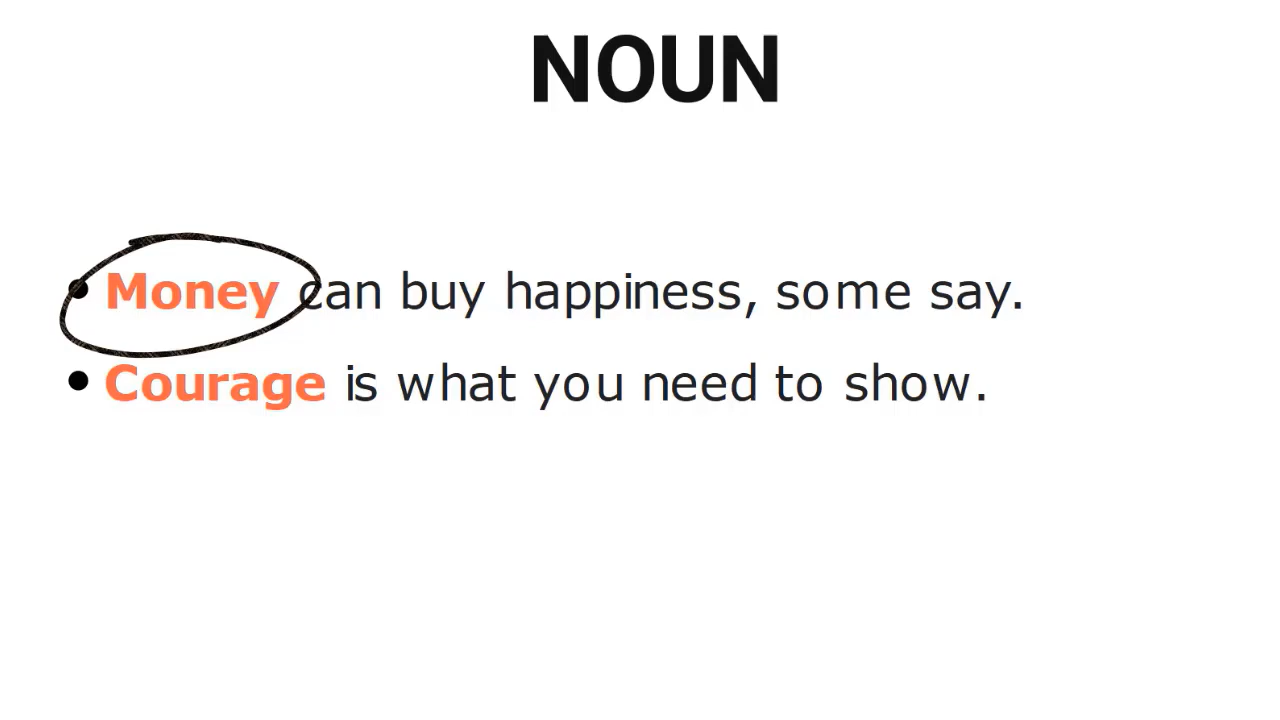 NOUN
• Money can buy happiness, some say.
• Courage is what you need to show.